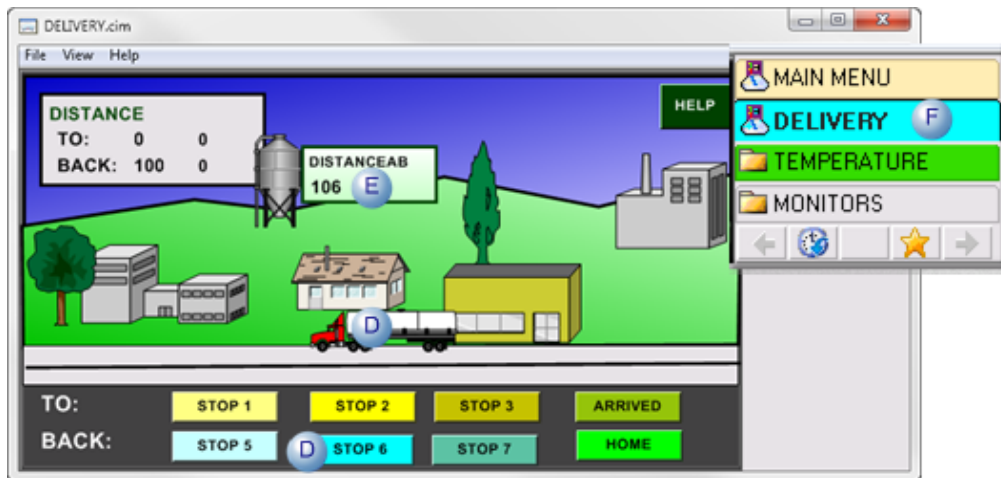 DELIVERY.cim
File View Help
DISTANCE
TO: 0 0
BACK: 100 0
DISTANCEAB
106 E
HELP
MAIN MENU
DELIVERY F
TEMPERATURE
MONITORS
D
TO: STOP 1 STOP 2 STOP 3 ARRIVED
BACK: STOP 5 D STOP 6 STOP 7 HOME